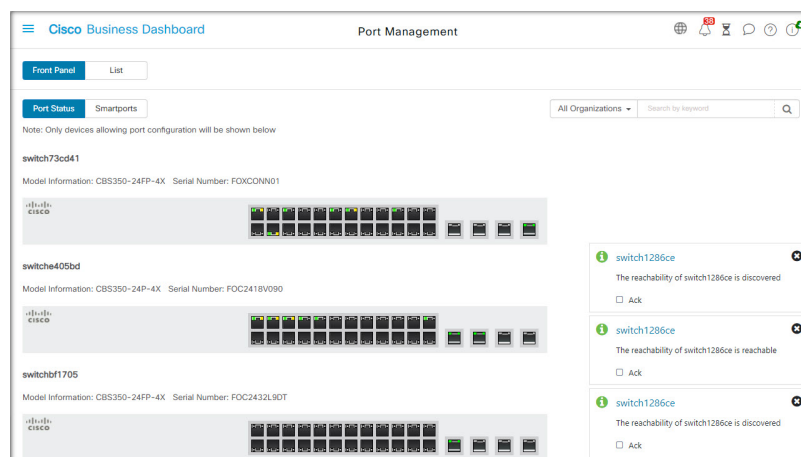 Cisco Business Dashboard
Port Management
38
Front Panel
List
Port Status
Smartports
All Organizations
Search by keyword
Note: Only devices allowing port configuration will be shown below
switch73cd41
Model Information: CBS350-24FP-4X Serial Number: FOXCONN01
CISCO
switche405bd
Model Information: CBS350-24P-4X Serial Number: FOC2418V090
CISCO
switchbf1705
Model Information: CBS350-24FP-4X Serial Number: FOC2432L9DT
CISCO
switch1286ce
The reachability of switch1286ce is discovered
Ack
switch1286ce
The reachability of switch1286ce is reachable
Ack
switch1286ce
The reachability of switch1286ce is discovered
Ack